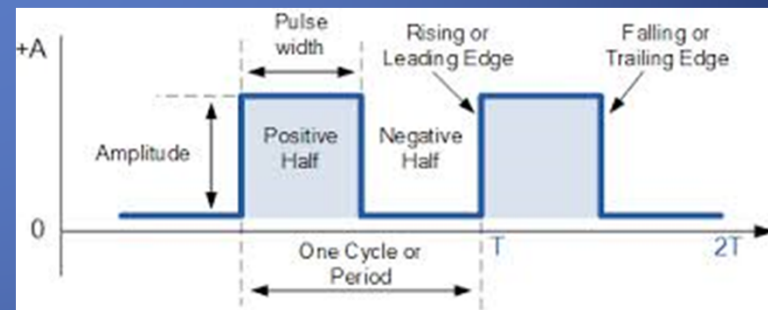 +A
Pulse
width
Rising or
Leading Edge
Falling or
Trailing Edge
Amplitude
Positive
Half
Negative
Half
0
One Cycle or
Period
T
2T